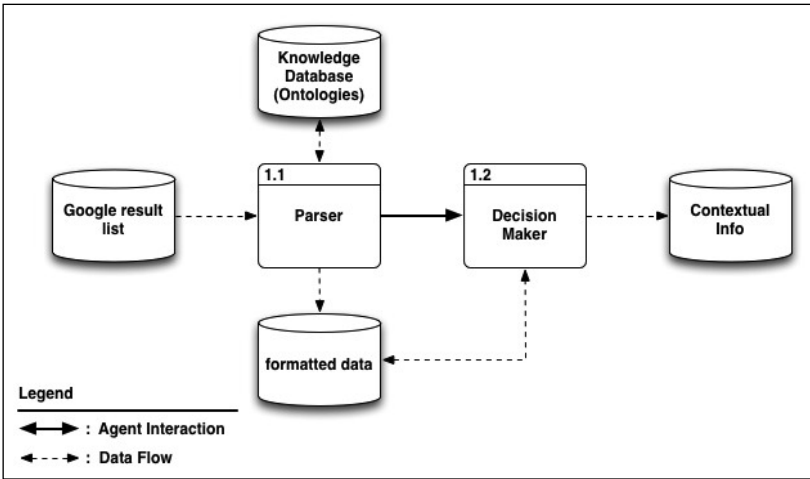 Knowledge
Database
(Ontologies)
1.1
Parser
1.2
Decision
Maker
Google result
list
Contextual
Info
formatted data
Legend
: Agent Interaction
: Data Flow